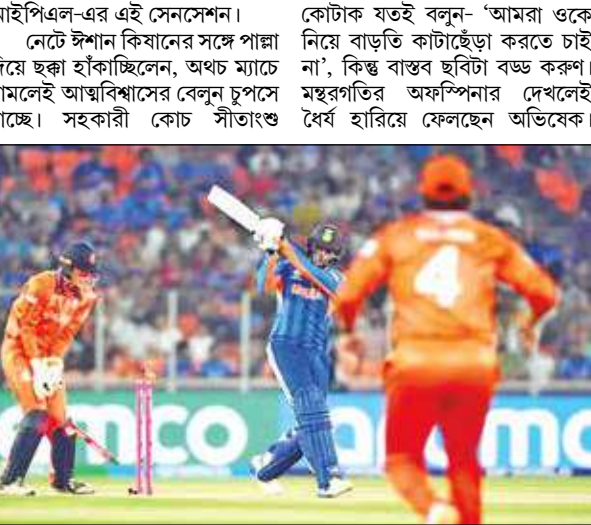 আইপিএল-এর এই সেনসেশন।
নেটে ঈশান কিষানের সঙ্গে পাল্লা
দিয়ে ছক্কা হাঁকাচ্ছিলেন, অথচ ম্যাচে
নামলেই আত্মবিশ্বাসের বেলুন চুপসে
যাচ্ছে। সহকারী কোচ সীতাংশু
কোটাক যতই বলুন- ‘আমরা ওকে
নিয়ে বাড়তি কাটাছেঁড়া করতে চাই
না’, কিন্তু বাস্তব ছবিটা বড্ড করুণ।
মন্থরগতির অফস্পিনার দেখলেই
ধৈর্য হারিয়ে ফেলছেন অভিষেক।
4